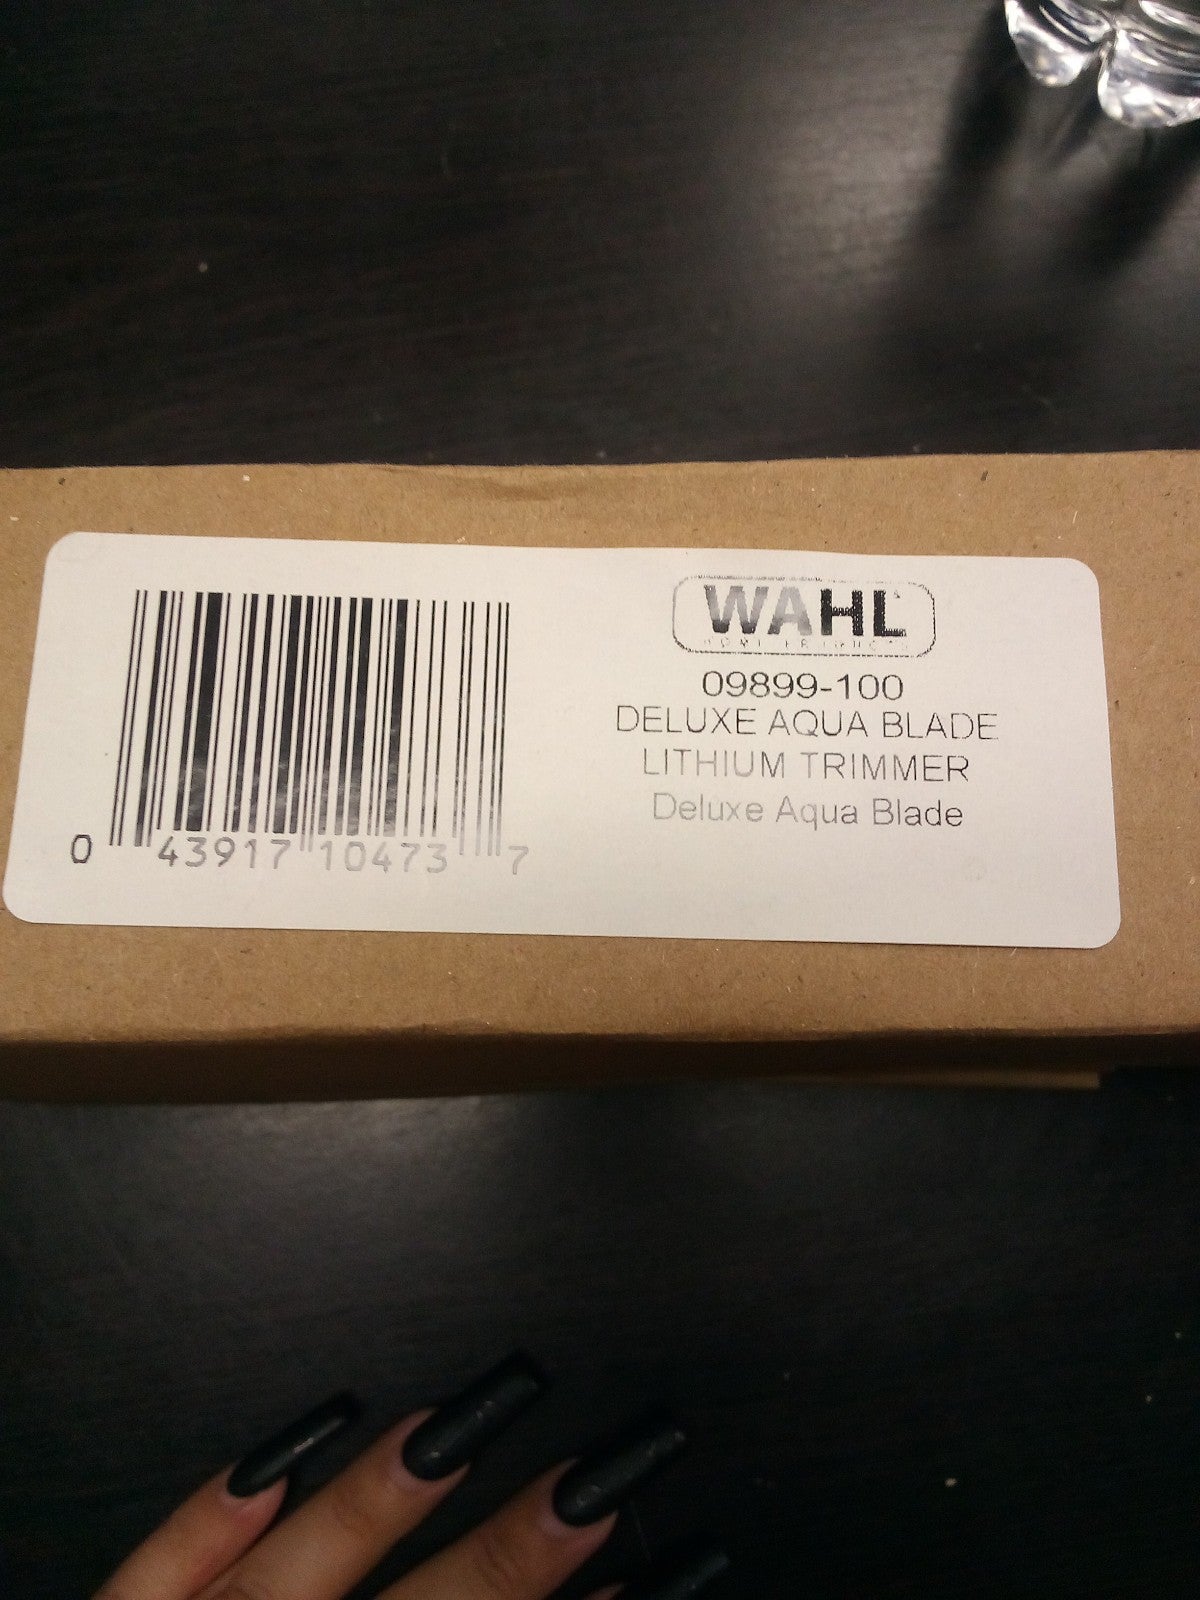 WAHL
09899-100
DELUXE AQUA BLADE
LITHIUM TRIMMER
Deluxe Aqua Blade
0 43917 10473 7